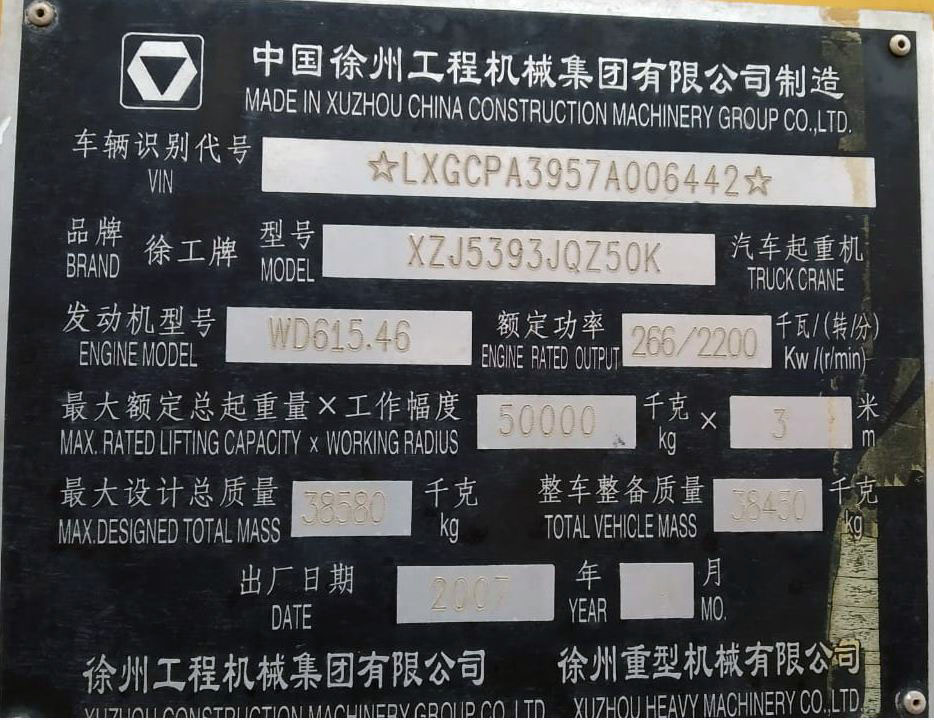 中国徐州工程机械集团有限公司制造
MADE IN XUZHOU CHINA CONSTRUCTION MACHINERY GROUP CO.,LTD.
车辆识别代号 ☆LXGCPA3957A006442☆
VIN
品牌 徐工牌 型号 XZJ5393JQZ50K 汽车起重机
BRAND MODEL TRUCK CRANE
发动机型号 WD615.46 额定功率 266/2200 千瓦/(转/分)
ENGINE MODEL ENGINE RATED OUTPUT Kw /(r/min)
最大额定总起重量×工作幅度 50000 千克 × 3 米
MAX. RATED LIFTING CAPACITY × WORKING RADIUS kg m
最大设计总质量 38580 千克 整车整备质量 38450 千克
MAX.DESIGNED TOTAL MASS kg TOTAL VEHICLE MASS kg
出厂日期 2007 年 月
DATE YEAR MO.
徐州工程机械集团有限公司 徐州重型机械有限公司
XUZHOU CONSTRUCTION MACHINERY GROUP CO.,LTD. XUZHOU HEAVY MACHINERY CO.,LTD.